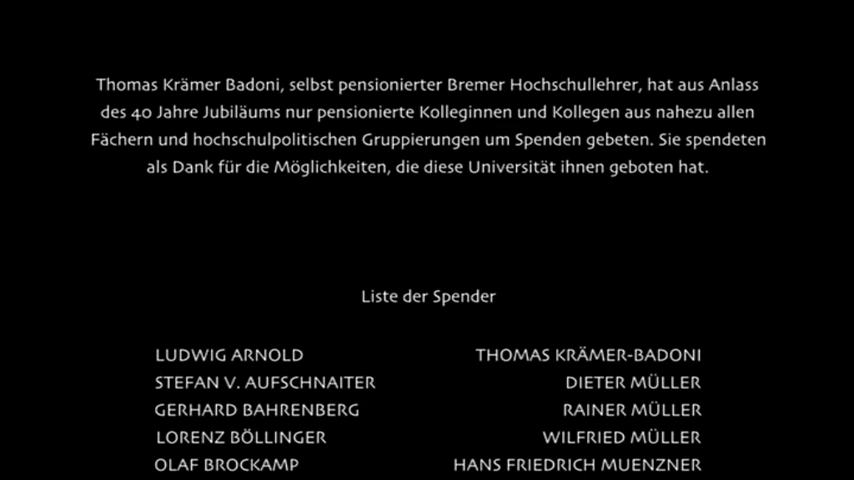 Thomas Krämer Badoni, selbst pensionierter Bremer Hochschullehrer, hat aus Anlass
des 40 Jahre Jubiläums nur pensionierte Kolleginnen und Kollegen aus nahezu allen
Fächern und hochschulpolitischen Gruppierungen um Spenden gebeten. Sie spendeten
als Dank für die Möglichkeiten, die diese Universität ihnen geboten hat.
Liste der Spender
LUDWIG ARNOLD THOMAS KRÄMER-BADONI
STEFAN V. AUFSCHNAITER DIETER MÜLLER
GERHARD BAHRENBERG RAINER MÜLLER
LORENZ BÖLLINGER WILFRIED MÜLLER
OLAF BROCKAMP HANS FRIEDRICH MUENZNER